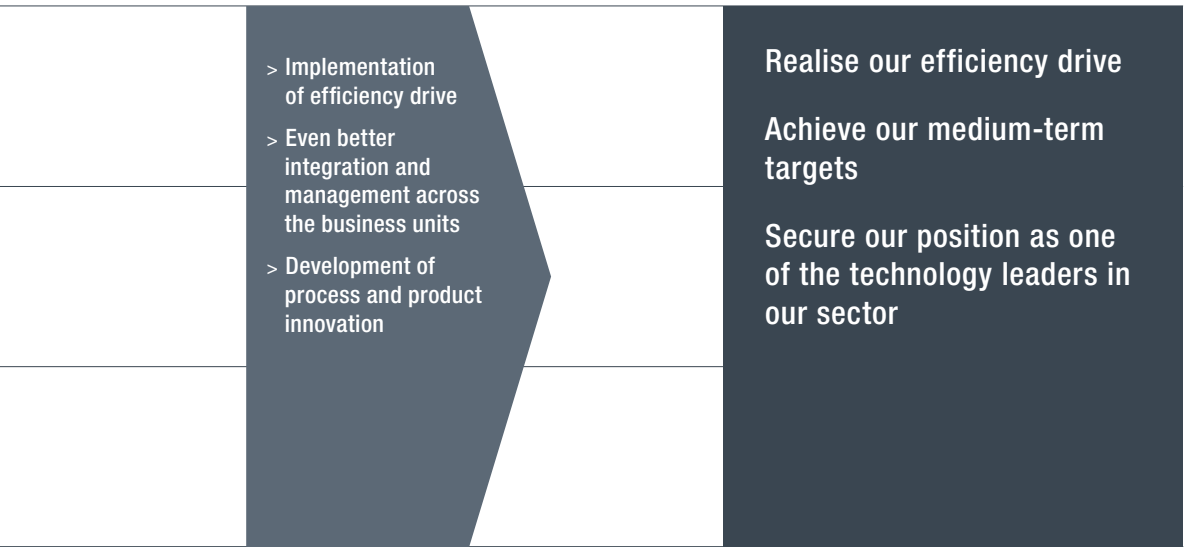 > Implementation
of efficiency drive
> Even better
integration and
management across
the business units
> Development of
process and product
innovation
Realise our efficiency drive
Achieve our medium-term
targets
Secure our position as one
of the technology leaders in
our sector